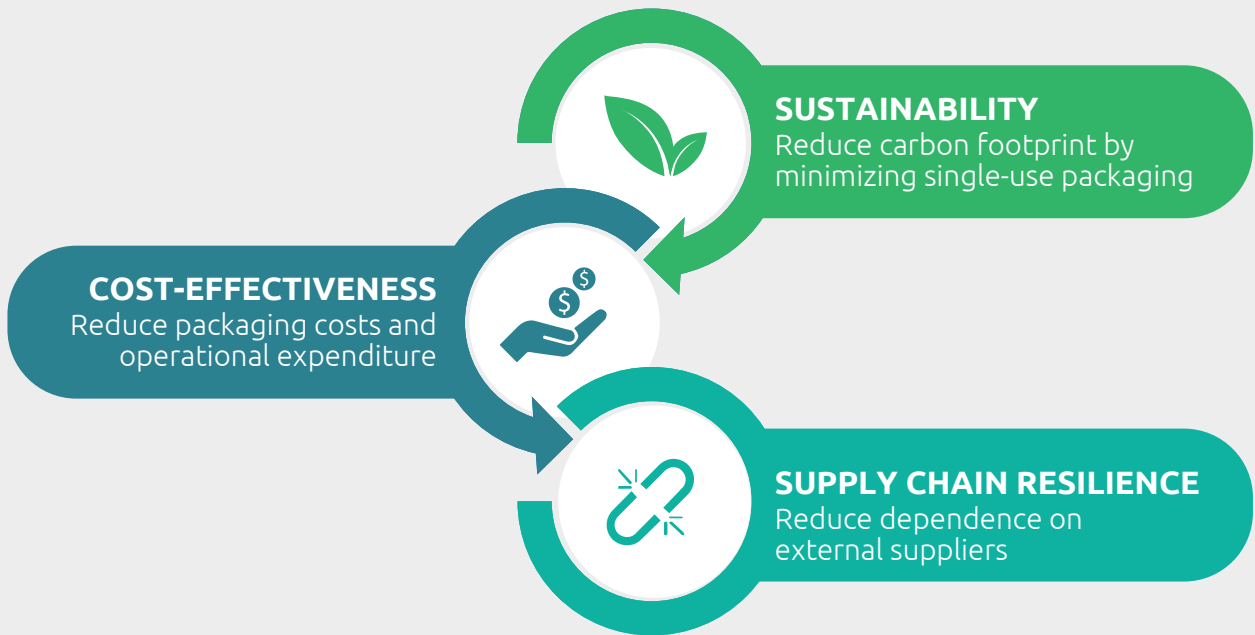 SUSTAINABILITY
Reduce carbon footprint by
minimizing single-use packaging
COST-EFFECTIVENESS
Reduce packaging costs and
operational expenditure
$
$
SUPPLY CHAIN RESILIENCE
Reduce dependence on
external suppliers